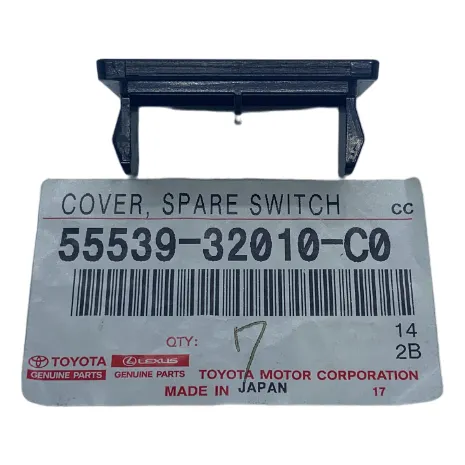 COVER, SPARE SWITCH CC
55539-32010-C0
14
QTY: 7
2B
TOYOTA LEXUS
GENUINE PARTS GENUINE PARTS TOYOTA MOTOR CORPORATION
MADE IN JAPAN 17